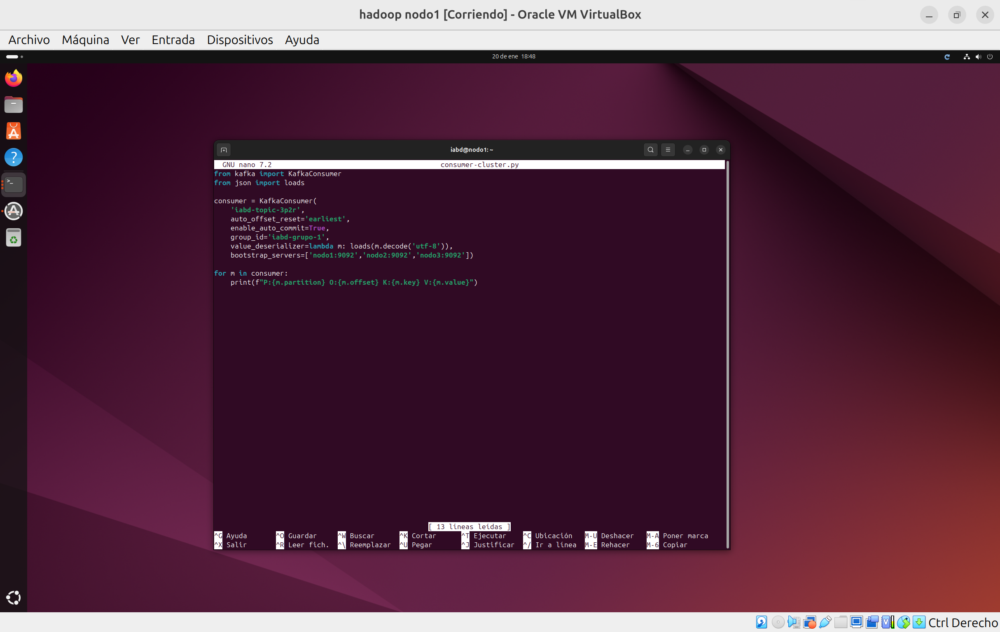 hadoop nodo1 [Corriendo] - Oracle VM VirtualBox
Archivo Máquina Ver Entrada Dispositivos Ayuda
20 de ene 18:48
iabd@nodo1: ~
GNU nano 7.2 consumer-cluster.py
from kafka import KafkaConsumer
from json import loads
consumer = KafkaConsumer(
    'iabd-topic-3p2r',
    auto_offset_reset='earliest',
    enable_auto_commit=True,
    group_id='iabd-grupo-1',
    value_deserializer=lambda m: loads(m.decode('utf-8')),
    bootstrap_servers=['nodo1:9092','nodo2:9092','nodo3:9092'])
for m in consumer:
    print(f"P:{m.partition} O:{m.offset} K:{m.key} V:{m.value}")
[ 13 líneas leídas ]
^G Ayuda ^O Guardar ^W Buscar ^K Cortar ^T Ejecutar ^C Ubicación M-U Deshacer M-A Poner marca
^X Salir ^R Leer fich. ^\ Reemplazar ^U Pegar ^J Justificar ^/ Ir a línea M-E Rehacer M-6 Copiar
Ctrl Derecho